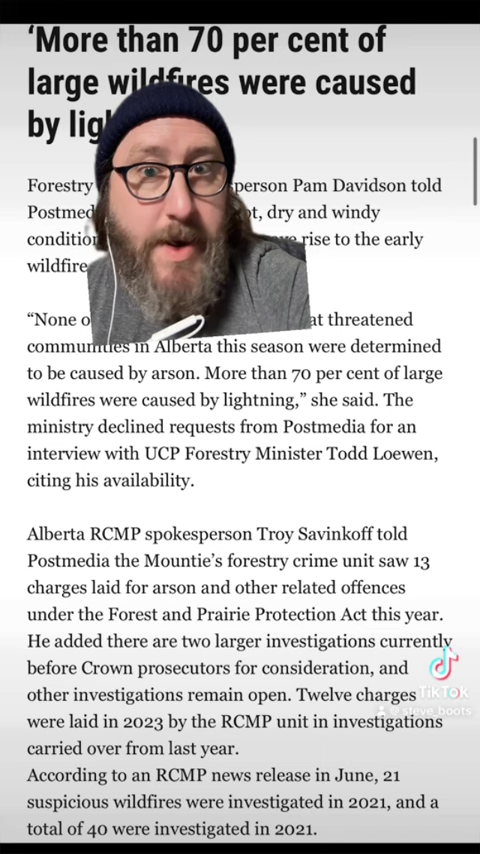 ‘More than 70 per cent of
large wildfires were caused
by lig
Forestry person Pam Davidson told
Postmed ot, dry and windy
condition rise to the early
wildfire
“None o at threatened
communities in Alberta this season were determined
to be caused by arson. More than 70 per cent of large
wildfires were caused by lightning,” she said. The
ministry declined requests from Postmedia for an
interview with UCP Forestry Minister Todd Loewen,
citing his availability.
Alberta RCMP spokesperson Troy Savinkoff told
Postmedia the Mountie’s forestry crime unit saw 13
charges laid for arson and other related offences
under the Forest and Prairie Protection Act this year.
He added there are two larger investigations currently
before Crown prosecutors for consideration, and
other investigations remain open. Twelve charges
were laid in 2023 by the RCMP unit in investigations
carried over from last year.
According to an RCMP news release in June, 21
suspicious wildfires were investigated in 2021, and a
total of 40 were investigated in 2021.
TikTok
@steve_boots